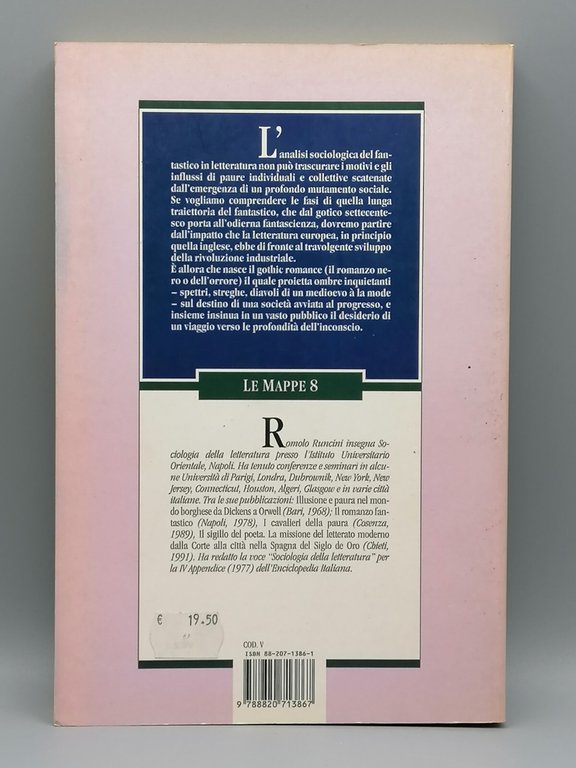 L'analisi sociologica del fan-
tastico in letteratura non può trascurare i motivi e gli
influssi di paure individuali e collettive scatenate
dall'emergenza di un profondo mutamento sociale.
Se vogliamo comprendere le fasi di quella lunga
traiettoria del fantastico, che dal gotico settecente-
sco porta all'odierna fantascienza, dovremo partire
dall'impatto che la letteratura europea, in principio
quella inglese, ebbe di fronte al travolgente sviluppo
della rivoluzione industriale.
È allora che nasce il gothic romance (il romanzo ne-
ro o dell'orrore) il quale proietta ombre inquietanti
– spettri, streghe, diavoli di un medioevo à la mode
– sul destino di una società avviata al progresso, e
insieme insinua in un vasto pubblico il desiderio di
un viaggio verso le profondità dell'inconscio.
LE MAPPE 8
Romolo Runcini insegna So-
ciologia della letteratura presso l'Istituto Universitario
Orientale, Napoli. Ha tenuto conferenze e seminari in alcu-
ne Università di Parigi, Londra, Dubrownik, New York, New
Jersey, Connecticut, Houston, Algeri, Glasgow e in varie città
italiane. Tra le sue pubblicazioni: Illusione e paura nel mon-
do borghese da Dickens a Orwell (Bari, 1968); Il romanzo fan-
tastico (Napoli, 1978), I cavalieri della paura (Cosenza,
1989), Il sigillo del poeta. La missione del letterato moderno
dalla Corte alla città nella Spagna del Siglo de Oro (Chieti,
1991). Ha redatto la voce "Sociologia della letteratura" per
la IV Appendice (1977) dell'Enciclopedia Italiana.
€ 19.50
COD. V
ISBN 88-207-1386-1
9 788820 713867